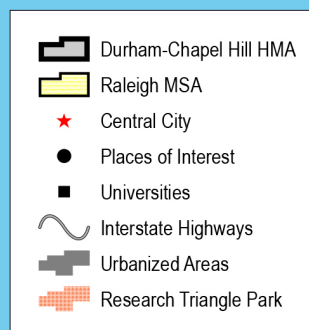 Durham-Chapel Hill HMA
Raleigh MSA
Central City
Places of Interest
Universities
Interstate Highways
Urbanized Areas
Research Triangle Park